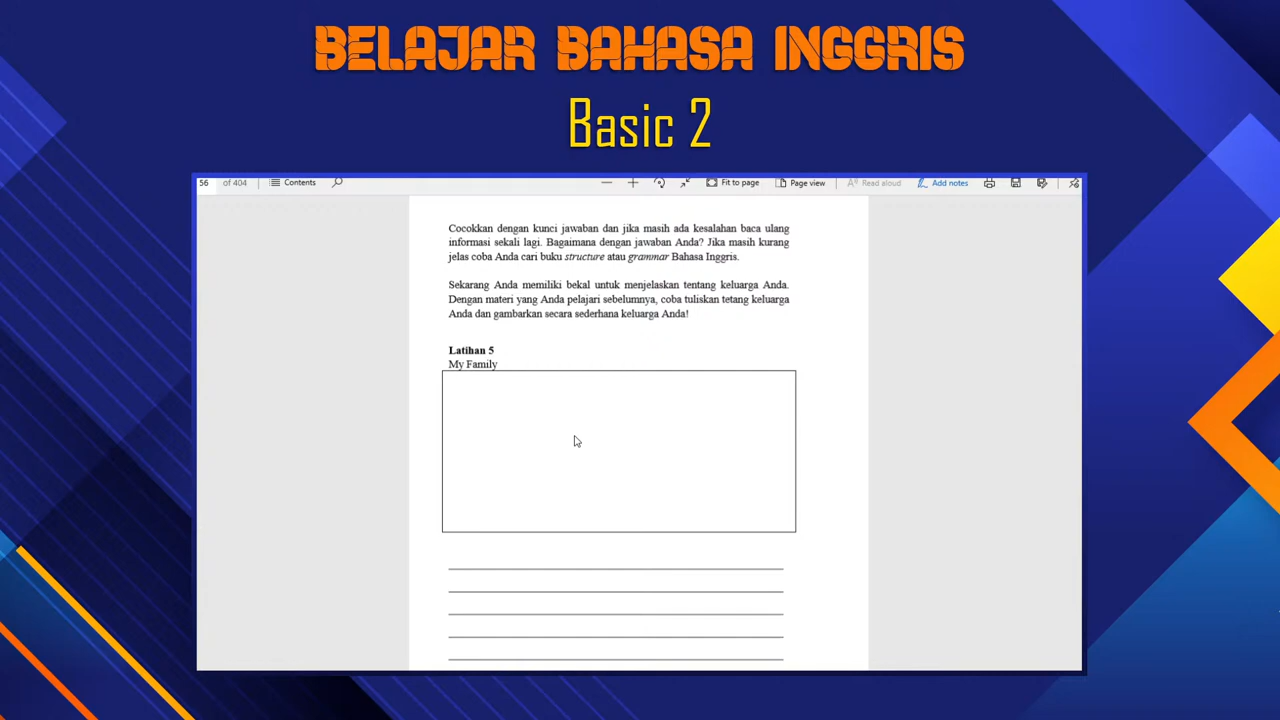 BELAJAR BAHASA INGGRIS
Basic 2
56 of 404 Contents Fit to page Page view Read aloud Add notes
Cocokkan dengan kunci jawaban dan jika masih ada kesalahan baca ulang
informasi sekali lagi. Bagaimana dengan jawaban Anda? Jika masih kurang
jelas coba Anda cari buku structure atau grammar Bahasa Inggris.
Sekarang Anda memiliki bekal untuk menjelaskan tentang keluarga Anda.
Dengan materi yang Anda pelajari sebelumnya, coba tuliskan tetang keluarga
Anda dan gambarkan secara sederhana keluarga Anda!
Latihan 5
My Family